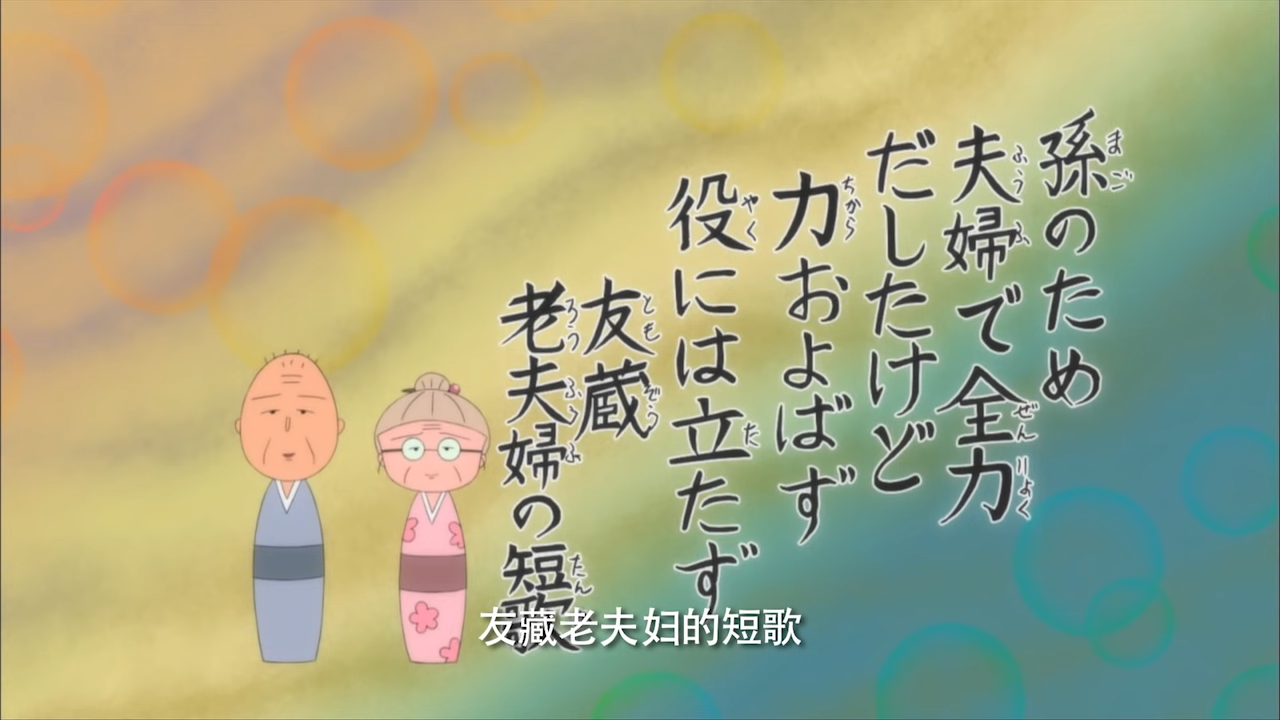 孫のため
夫婦で全力
だしたけど
力およばず
役には立たず
友蔵
老夫婦の短歌
友藏老夫妇的短歌